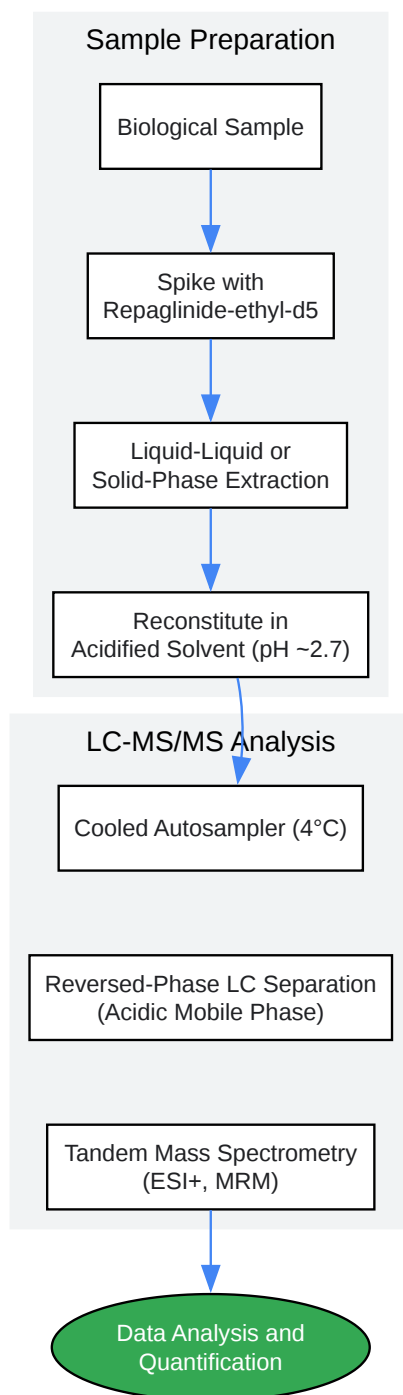 Sample Preparation
Biological Sample
Spike with
Repaglinide-ethyl-d5
Liquid-Liquid or
Solid-Phase Extraction
Reconstitute in
Acidified Solvent (pH ~2.7)
LC-MS/MS Analysis
Cooled Autosampler (4°C)
Reversed-Phase LC Separation
(Acidic Mobile Phase)
Tandem Mass Spectrometry
(ESI+, MRM)
Data Analysis and
Quantification